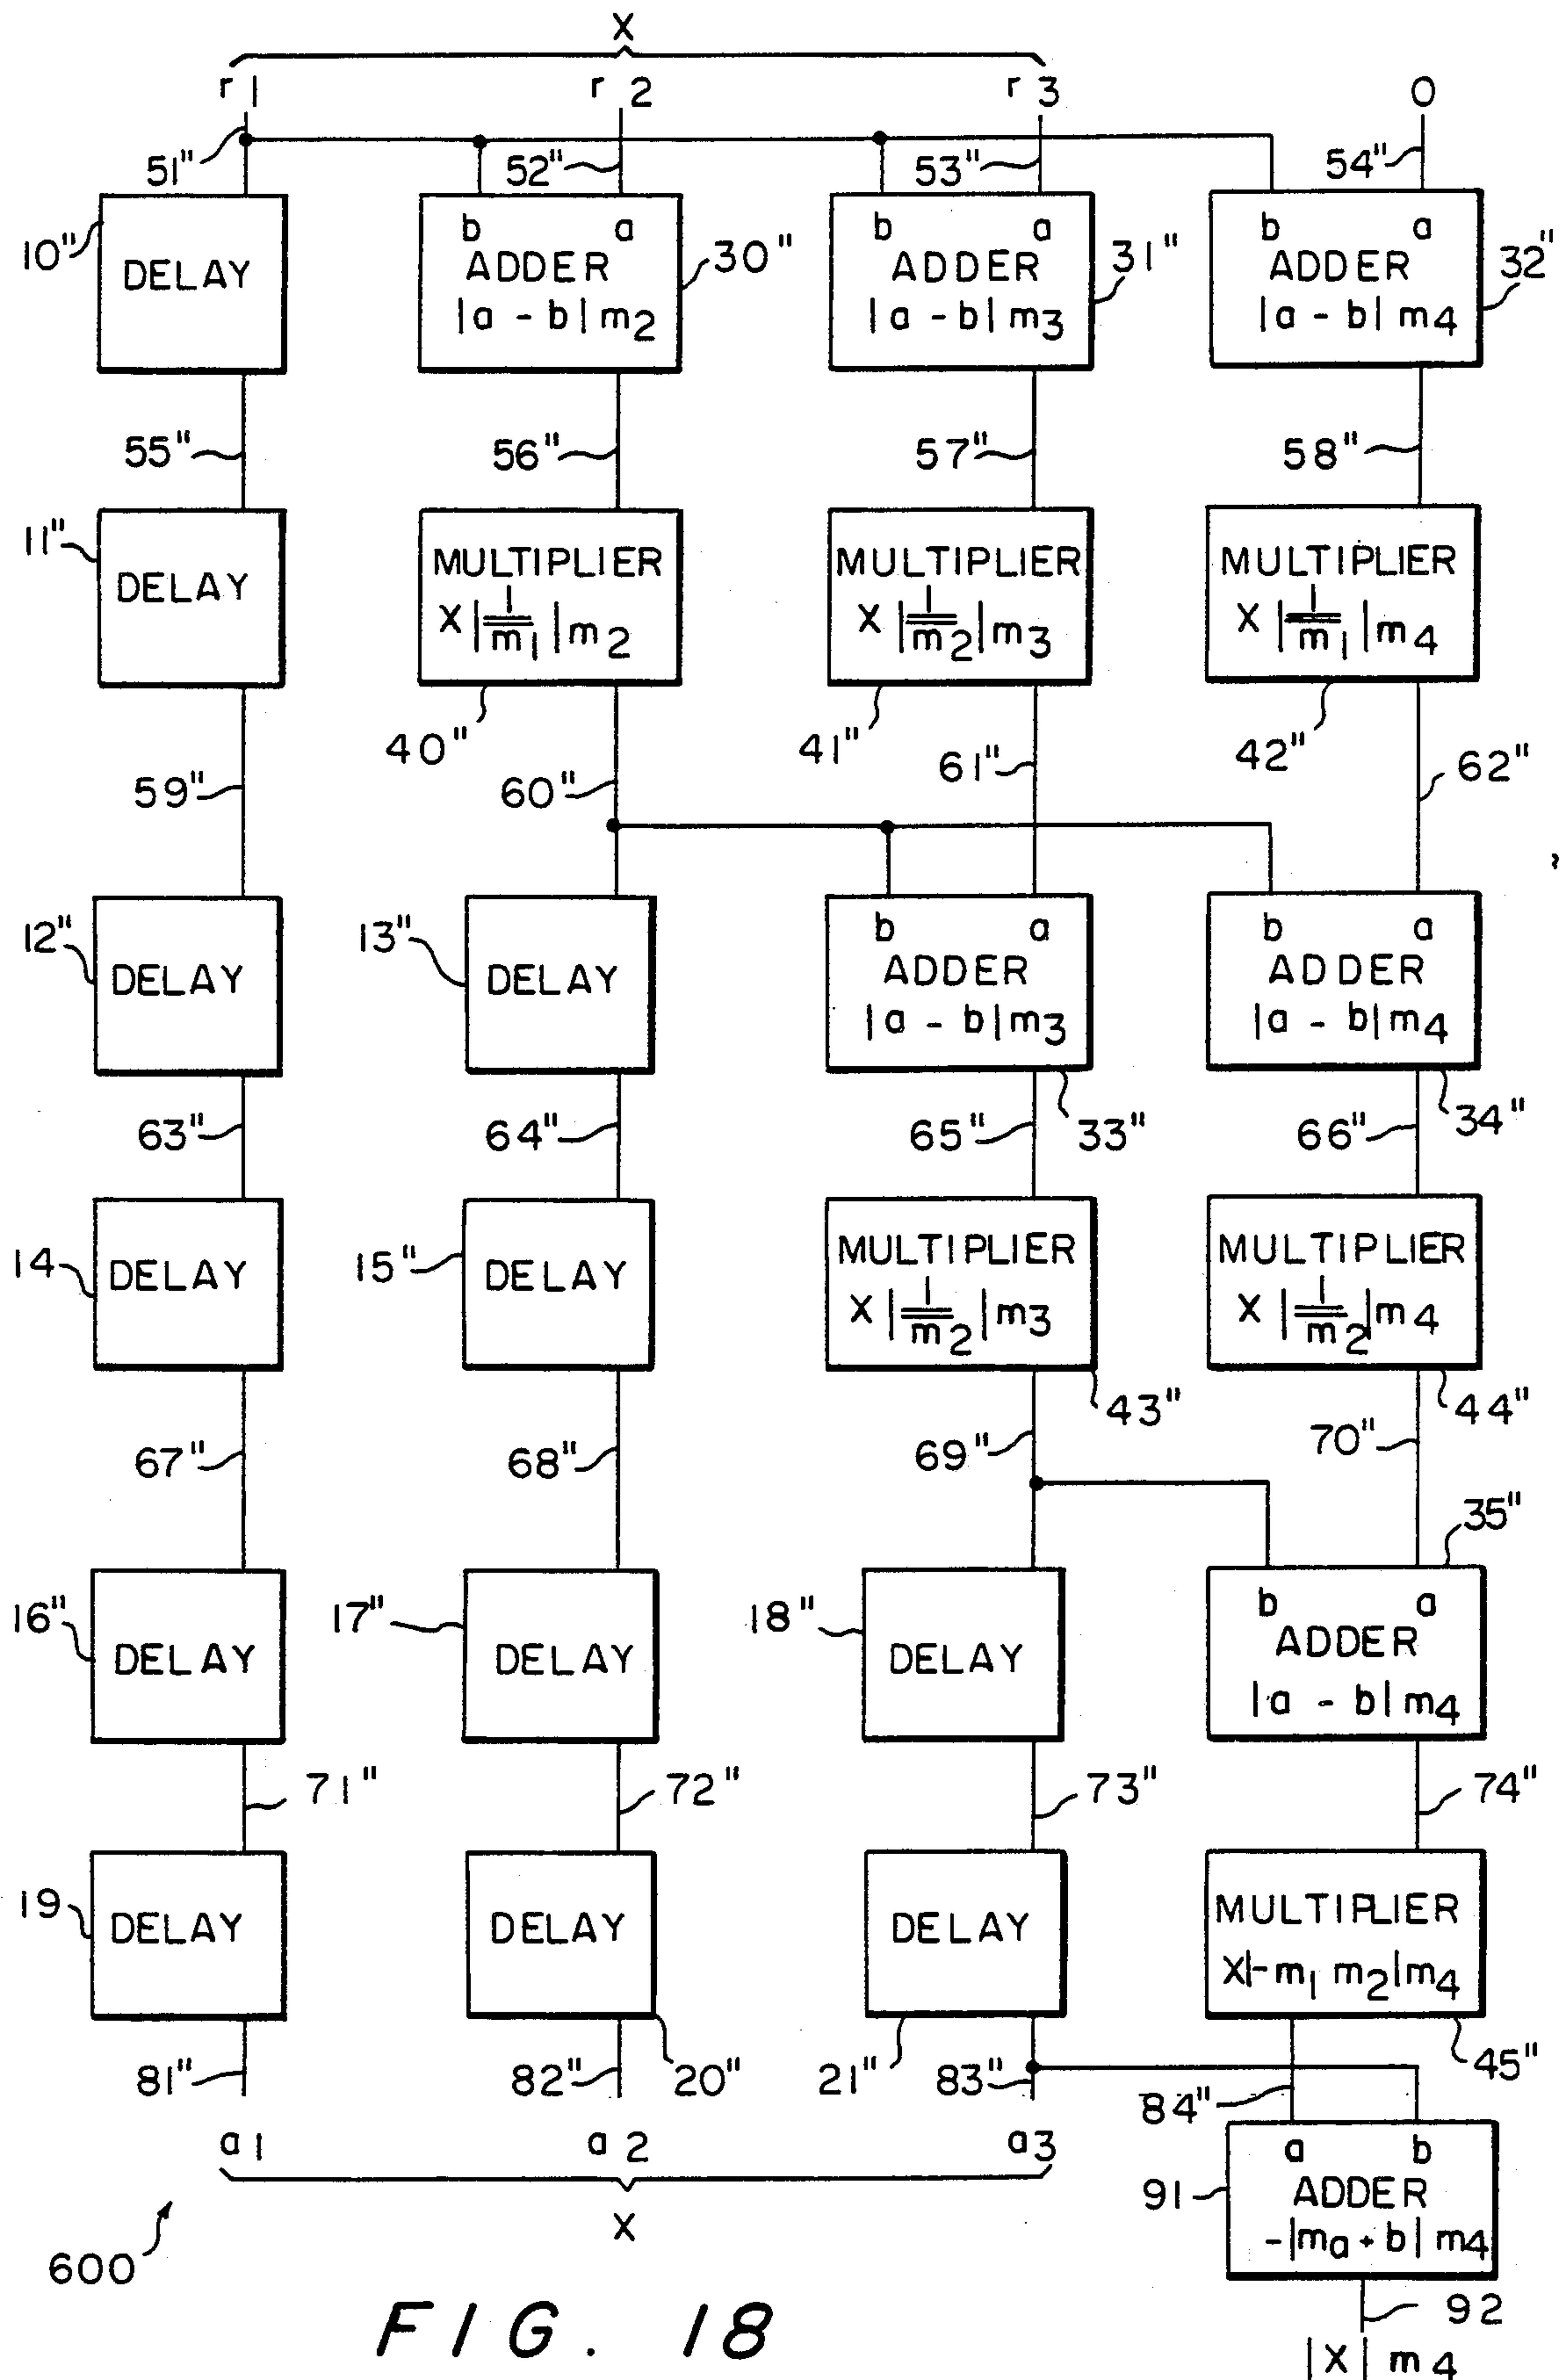 X
r 1 r 2 r 3 0
51" 52" 53" 54"
b a b a b a
10" DELAY ADDER 30" ADDER 31" ADDER 32"
|a - b| m2 |a - b| m3 |a - b| m4
55" 56" 57" 58"
11" DELAY MULTIPLIER MULTIPLIER MULTIPLIER
X |1/m1| m2 X |1/m2| m3 X |1/m1| m4
40" 41" 42"
59" 60" 61" 62"
b a b a
12" DELAY 13" DELAY ADDER ADDER
|a - b| m3 |a - b| m4
63" 64" 65" 33" 66" 34"
14 DELAY 15" DELAY MULTIPLIER MULTIPLIER
X |1/m2| m3 X |1/m2| m4
43" 44"
67" 68" 69" 70"
35"
b a
16" DELAY 17" DELAY 18" DELAY ADDER
|a - b| m4
71" 72" 73" 74"
19 DELAY DELAY DELAY MULTIPLIER
X|-m1 m2|m4
81" 82" 20" 21" 83" 45"
84"
a1 a2 a3 a b
91 ADDER
X -|ma + b| m4
600
92
FIG. 18 |X| m4